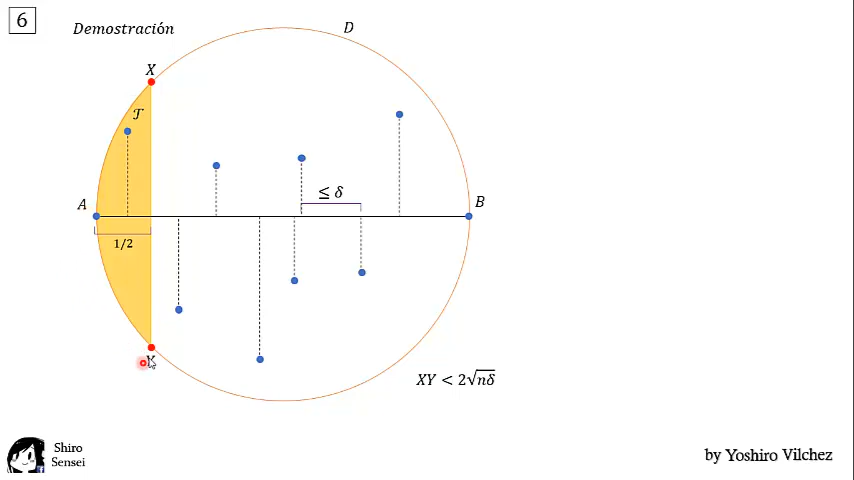 6
Demostración
D
X
𝒯
≤ δ
A
B
1/2
Y
XY < 2√nδ
Shiro
Sensei
by Yoshiro Vilchez